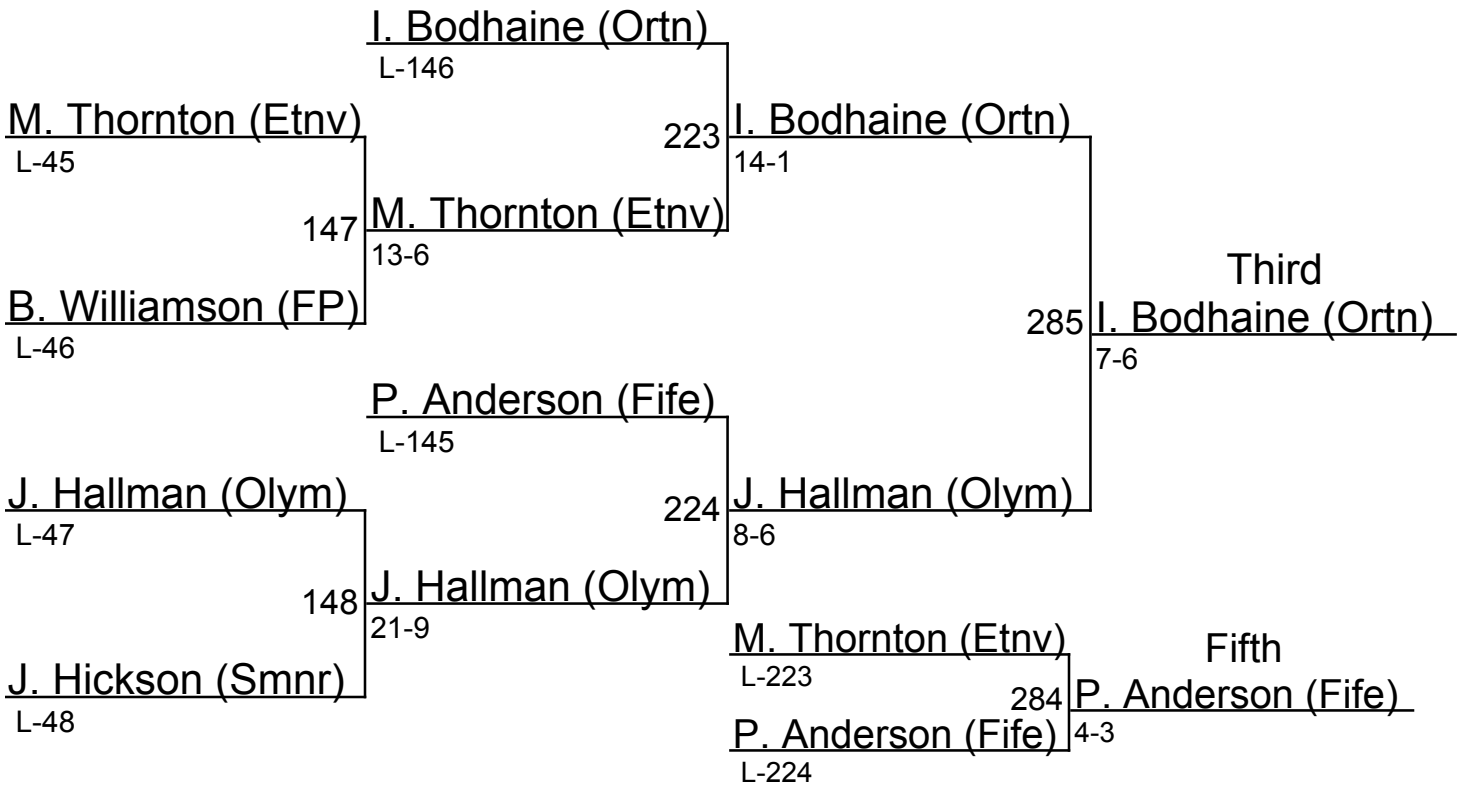 I. Bodhaine (Ortn)
L-146
M. Thornton (Etnv)
L-45
223 I. Bodhaine (Ortn)
14-1
147 M. Thornton (Etnv)
13-6
B. Williamson (FP)
L-46
Third
285 I. Bodhaine (Ortn)
7-6
P. Anderson (Fife)
L-145
J. Hallman (Olym)
L-47
224 J. Hallman (Olym)
8-6
148 J. Hallman (Olym)
21-9
J. Hickson (Smnr)
L-48
M. Thornton (Etnv)
L-223
Fifth
284 P. Anderson (Fife)
4-3
P. Anderson (Fife)
L-224